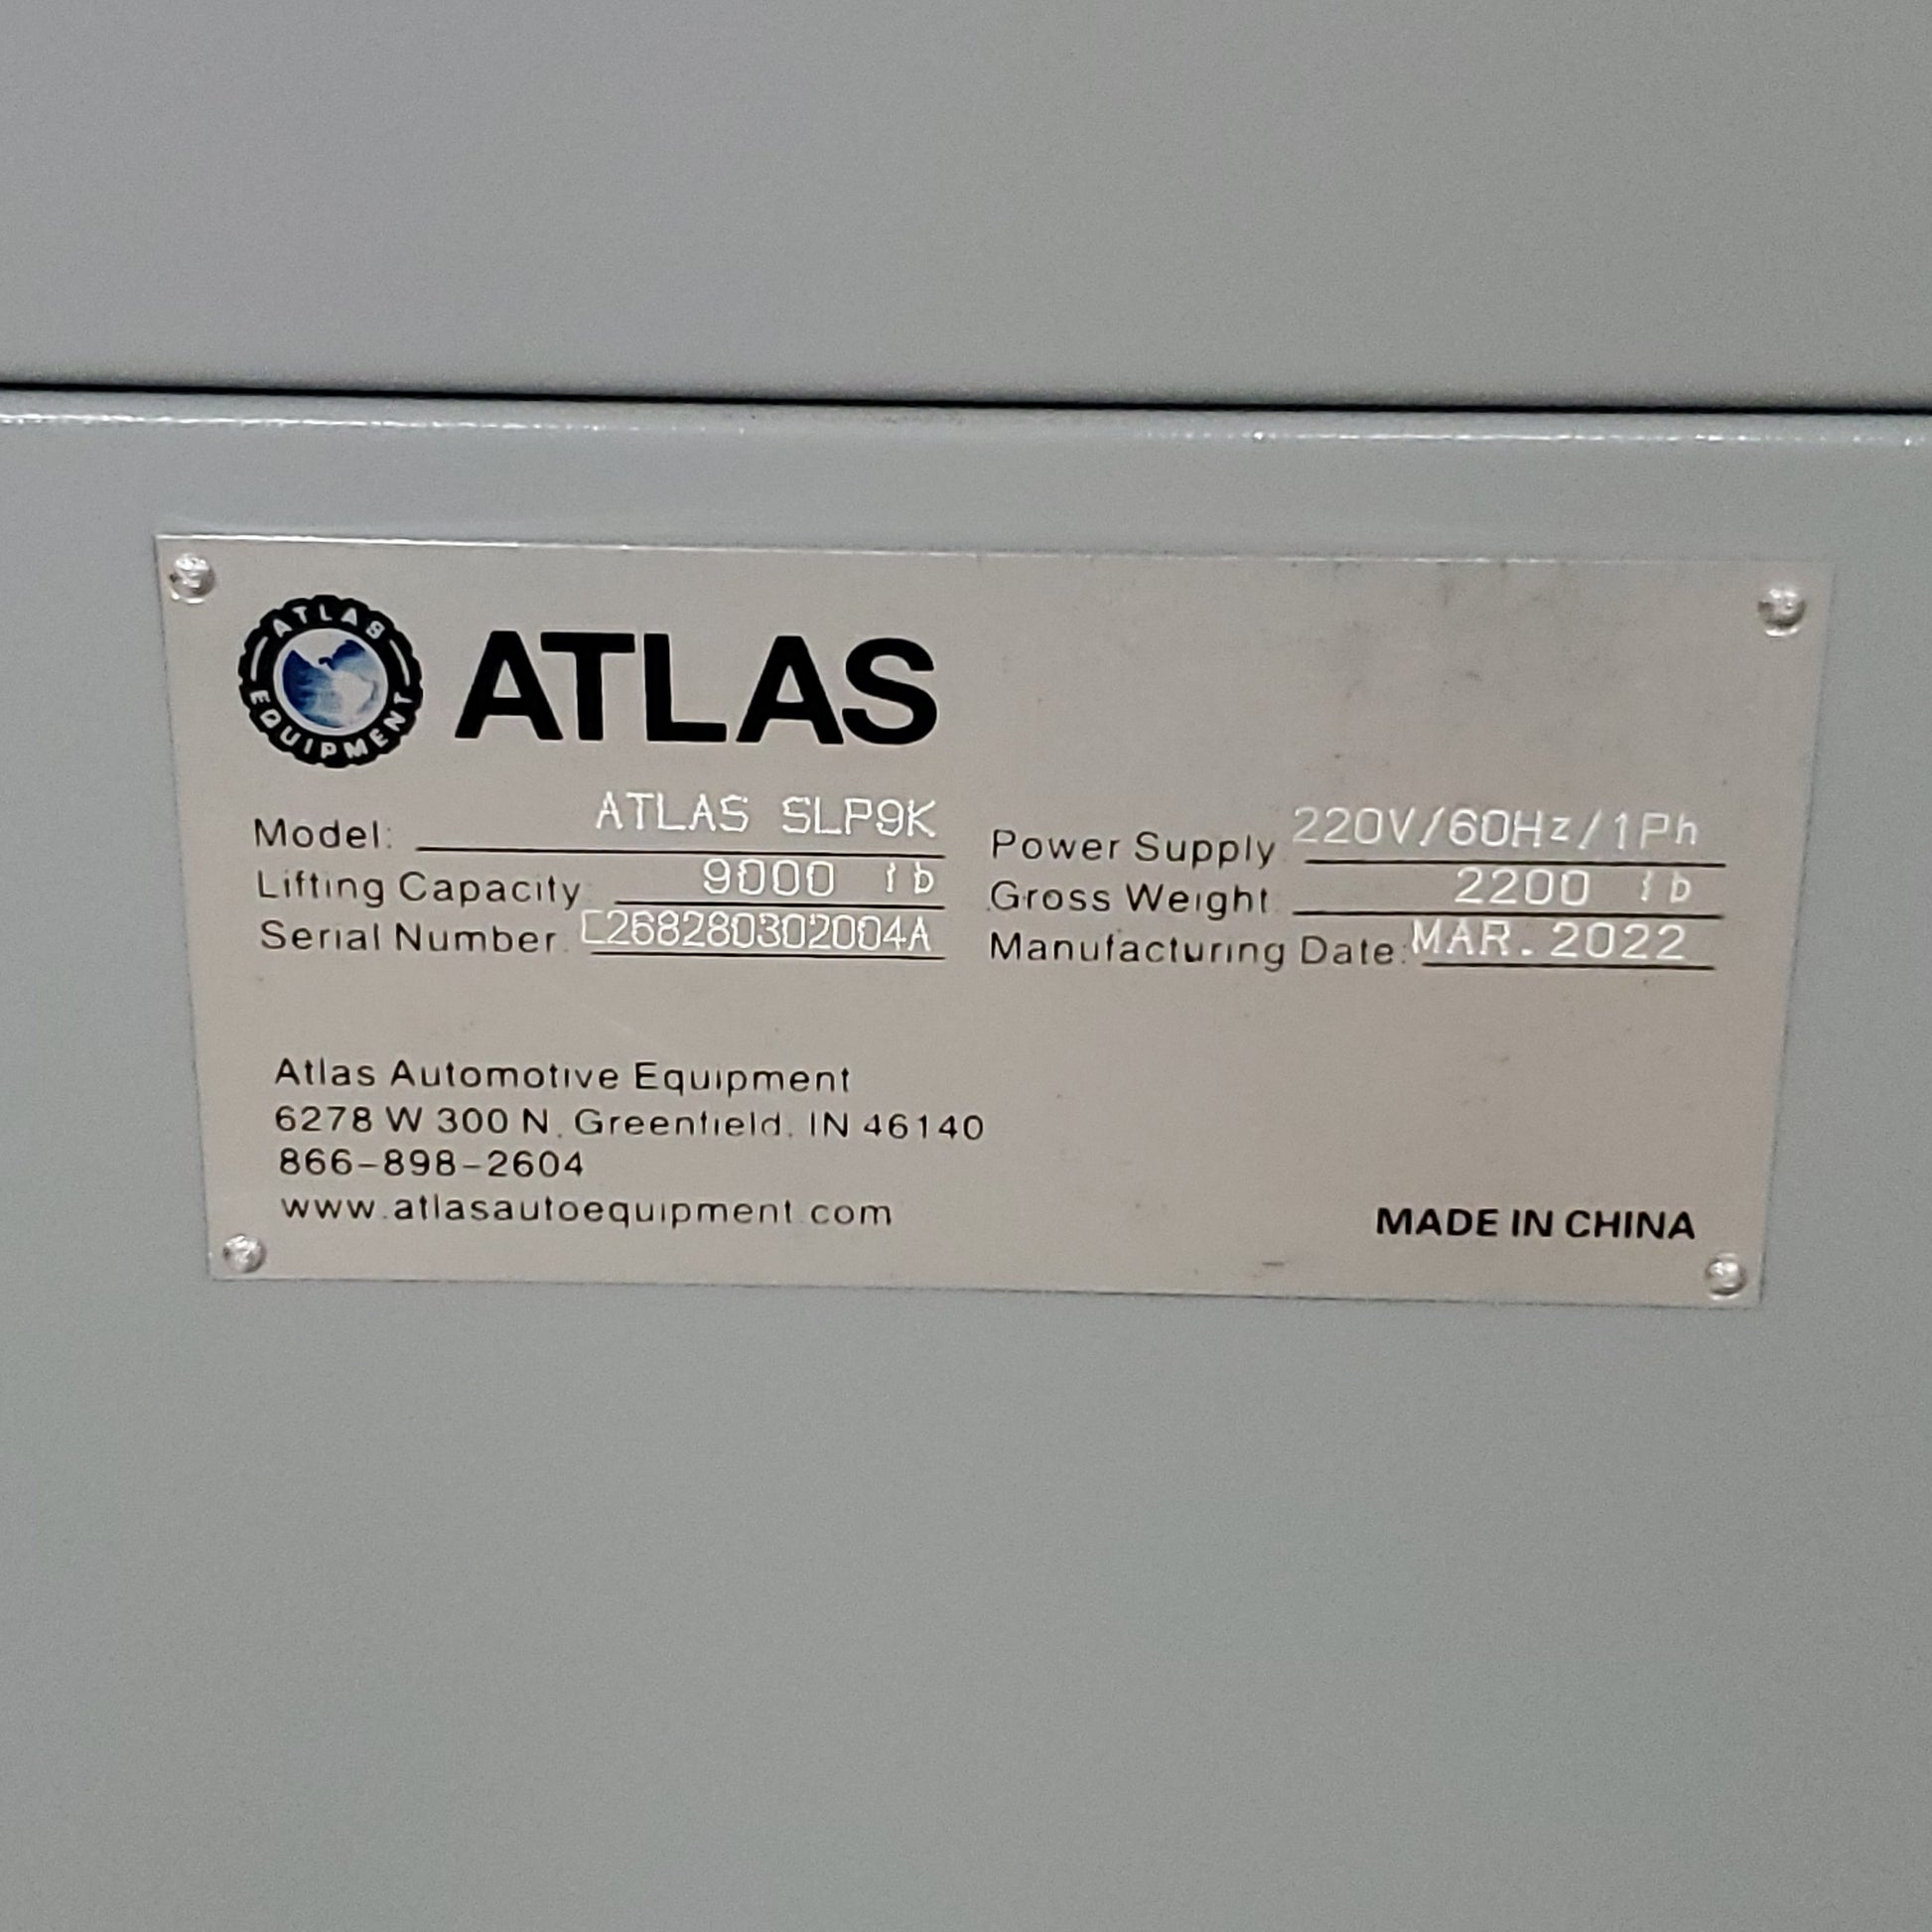 ATLAS EQUIPMENT
ATLAS
Model: ATLAS SLP9K
Lifting Capacity: 9000 lb
Serial Number: C268280302004A
Power Supply: 220V/60Hz/1Ph
Gross Weight: 2200 lb
Manufacturing Date: MAR. 2022
Atlas Automotive Equipment
6278 W 300 N, Greenfield, IN 46140
866-898-2604
www.atlasautoequipment.com
MADE IN CHINA